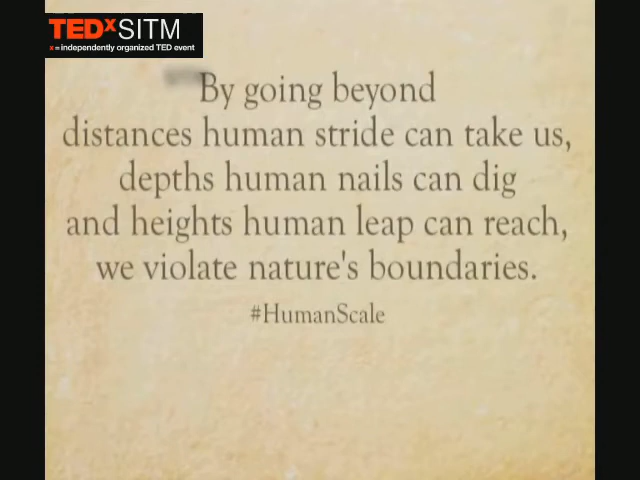 TEDxSITM
x = independently organized TED event
By going beyond
distances human stride can take us,
depths human nails can dig
and heights human leap can reach,
we violate nature's boundaries.
#HumanScale